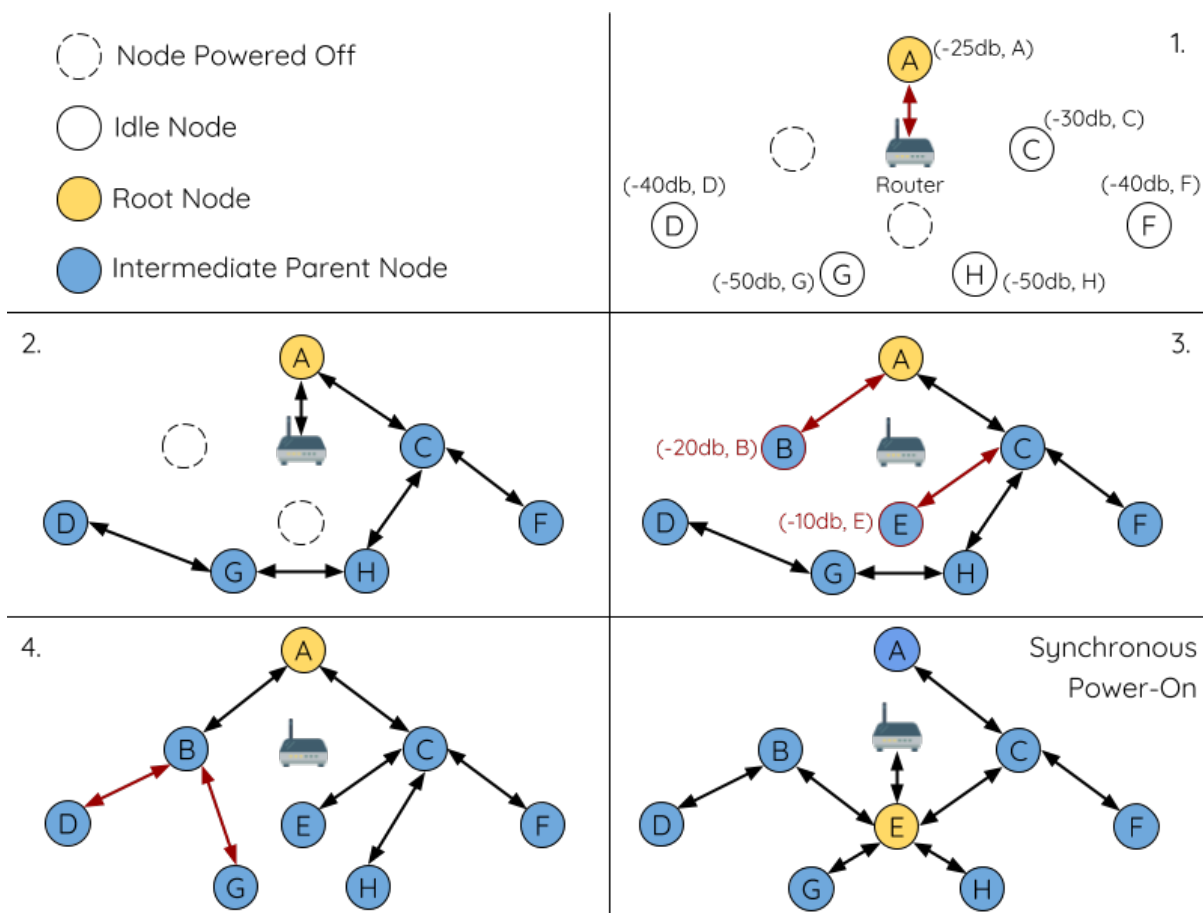 Node Powered Off
Idle Node
Root Node
Intermediate Parent Node
1.
A
(-25db, A)
(-30db, C)
C
Router
(-40db, D)
(-40db, F)
D
F
(-50db, G)
G
H
(-50db, H)
2.
A
C
D
F
G
H
3.
A
(-20db, B)
B
C
D
(-10db, E)
E
F
G
H
4.
A
B
C
D
E
F
G
H
Synchronous
Power-On
A
B
C
D
E
F
G
H